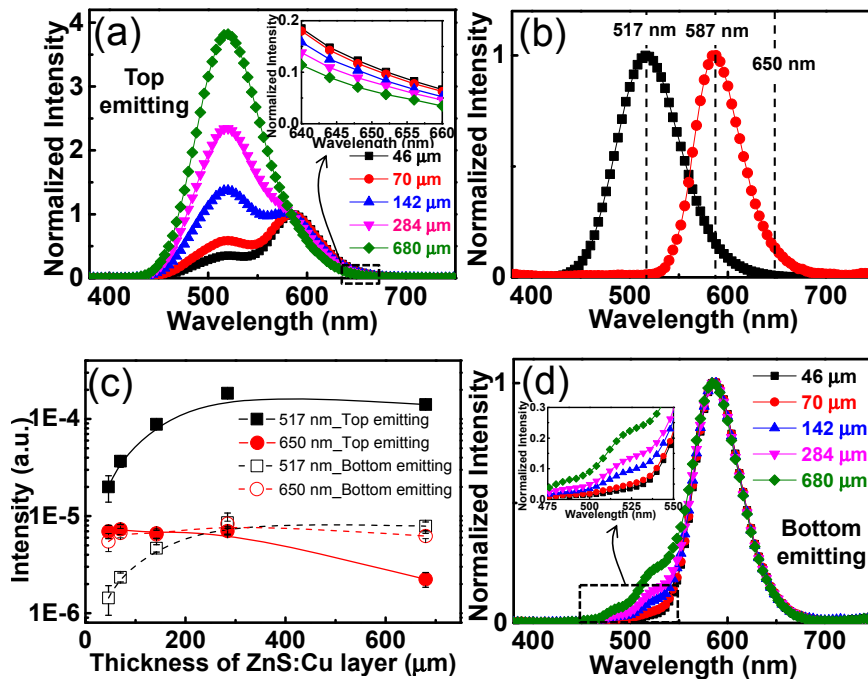 (a)
Top
emitting
Normalized Intensity
4
3
2
1
0
400 500 600 700
Wavelength (nm)
Normalized Intensity
0.2
0.1
0.0
640 644 648 652 656 660
Wavelength (nm)
46 μm
70 μm
142 μm
284 μm
680 μm
(b)
517 nm 587 nm
650 nm
Normalized Intensity
1
0
400 500 600 700
Wavelength (nm)
(c)
Intensity (a.u.)
1E-4
1E-5
1E-6
517 nm_Top emitting
650 nm_Top emitting
517 nm_Bottom emitting
650 nm_Bottom emitting
0 200 400 600
Thickness of ZnS:Cu layer (μm)
(d)
Normalized Intensity
1
0
400 500 600 700
Wavelength (nm)
Normalized Intensity
0.3
0.2
0.1
0.0
475 500 525 550
Wavelength (nm)
46 μm
70 μm
142 μm
284 μm
680 μm
Bottom
emitting